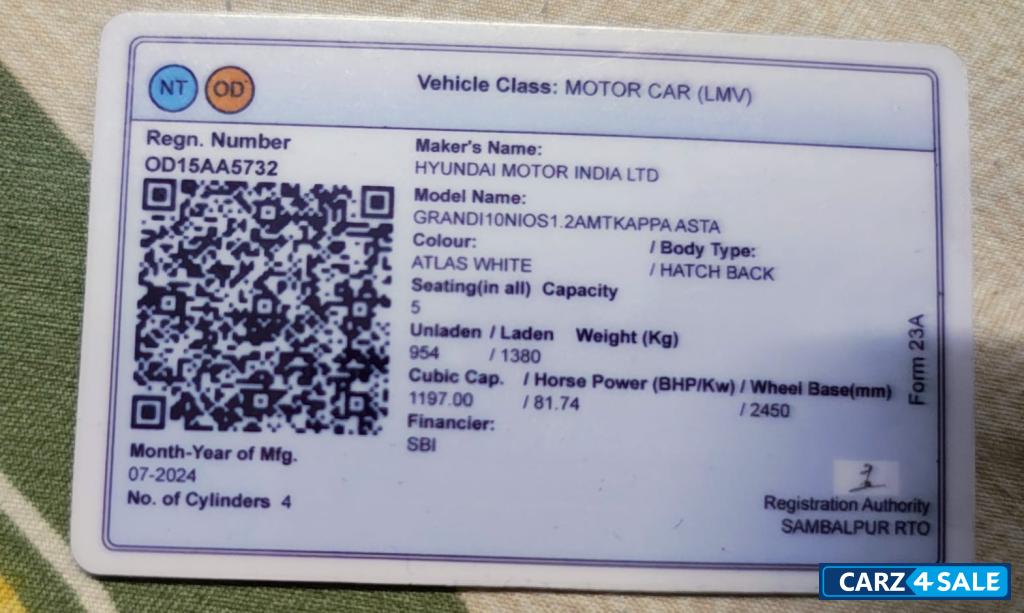 NT OD
Vehicle Class: MOTOR CAR (LMV)
Regn. Number
OD15AA5732
Maker's Name:
HYUNDAI MOTOR INDIA LTD
Model Name:
GRANDI10NIOS1.2AMTKAPPA ASTA
Colour: / Body Type:
ATLAS WHITE / HATCH BACK
Seating(in all) Capacity
5
Unladen / Laden Weight (Kg)
954 / 1380
Cubic Cap. / Horse Power (BHP/Kw) / Wheel Base(mm)
1197.00 / 81.74 / 2450
Financier:
SBI
Month-Year of Mfg.
07-2024
No. of Cylinders 4
Form 23A
Registration Authority
SAMBALPUR RTO
CARZ4SALE